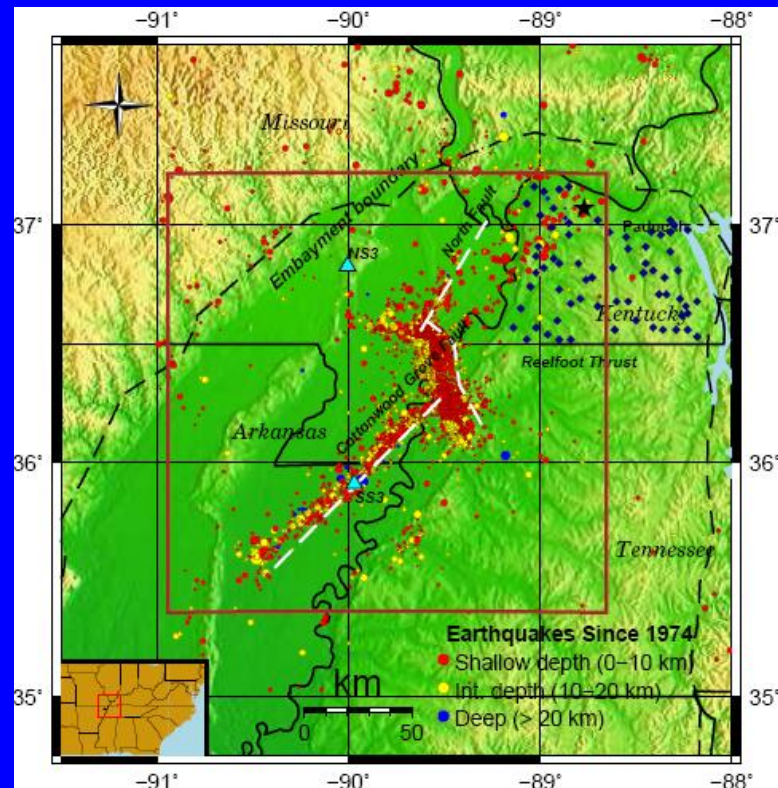 −91° −90° −89° −88°
Missouri
37°
Embayment boundary
North Fault
NS3
Paducah
Kentucky
Reelfoot Thrust
Cottonwood Grove Fault
Arkansas
36°
36°
SS3
Tennessee
Earthquakes Since 1974
Shallow depth (0−10 km)
Int. depth (10−20 km)
Deep (> 20 km)
km
0 50
35°
35°
37°
−91° −90° −89° −88°